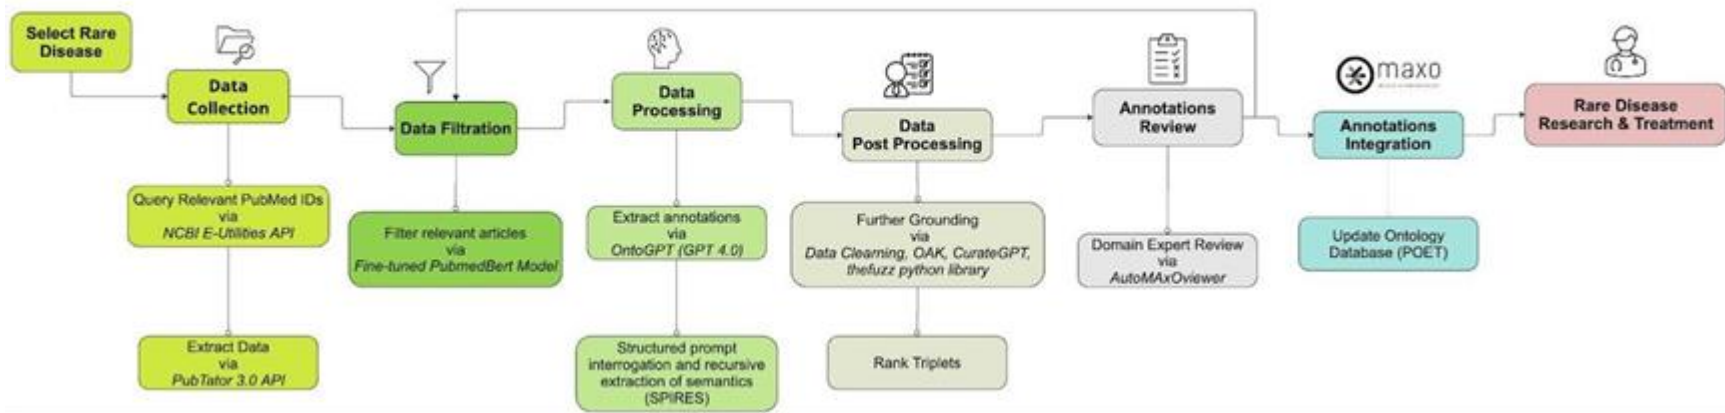 Select Rare
Disease
Data
Collection
Query Relevant PubMed IDs
via
NCBI E-Utilities API
Extract Data
via
PubTator 3.0 API
Data Filtration
Filter relevant articles
via
Fine-tuned PubmedBert Model
Data
Processing
Extract annotations
via
OntoGPT (GPT 4.0)
Structured prompt
interrogation and recursive
extraction of semantics
(SPIRES)
Data
Post Processing
Further Grounding
via
Data Clearning, OAK, CurateGPT,
thefuzz python library
Rank Triplets
Annotations
Review
Domain Expert Review
via
AutoMAxOviewer
maxo
Annotations
Integration
Update Ontology
Database (POET)
Rare Disease
Research & Treatment